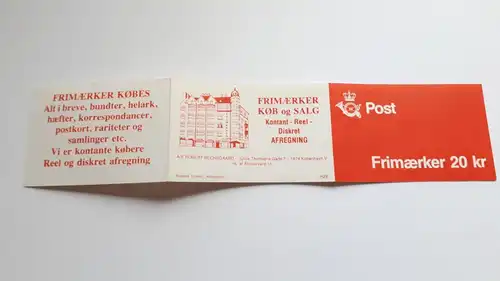 FRIMÆRKER KØBES
Alt i breve, bundter, helark,
hæfter, korrespondancer,
postkort, rariteter og
samlinger etc.
Vi er kontante købere
Reel og diskret afregning
FRIMÆRKER
KØB og SALG
Kontant - Reel -
Diskret
AFREGNING
København V
Post
Frimærker 20 kr